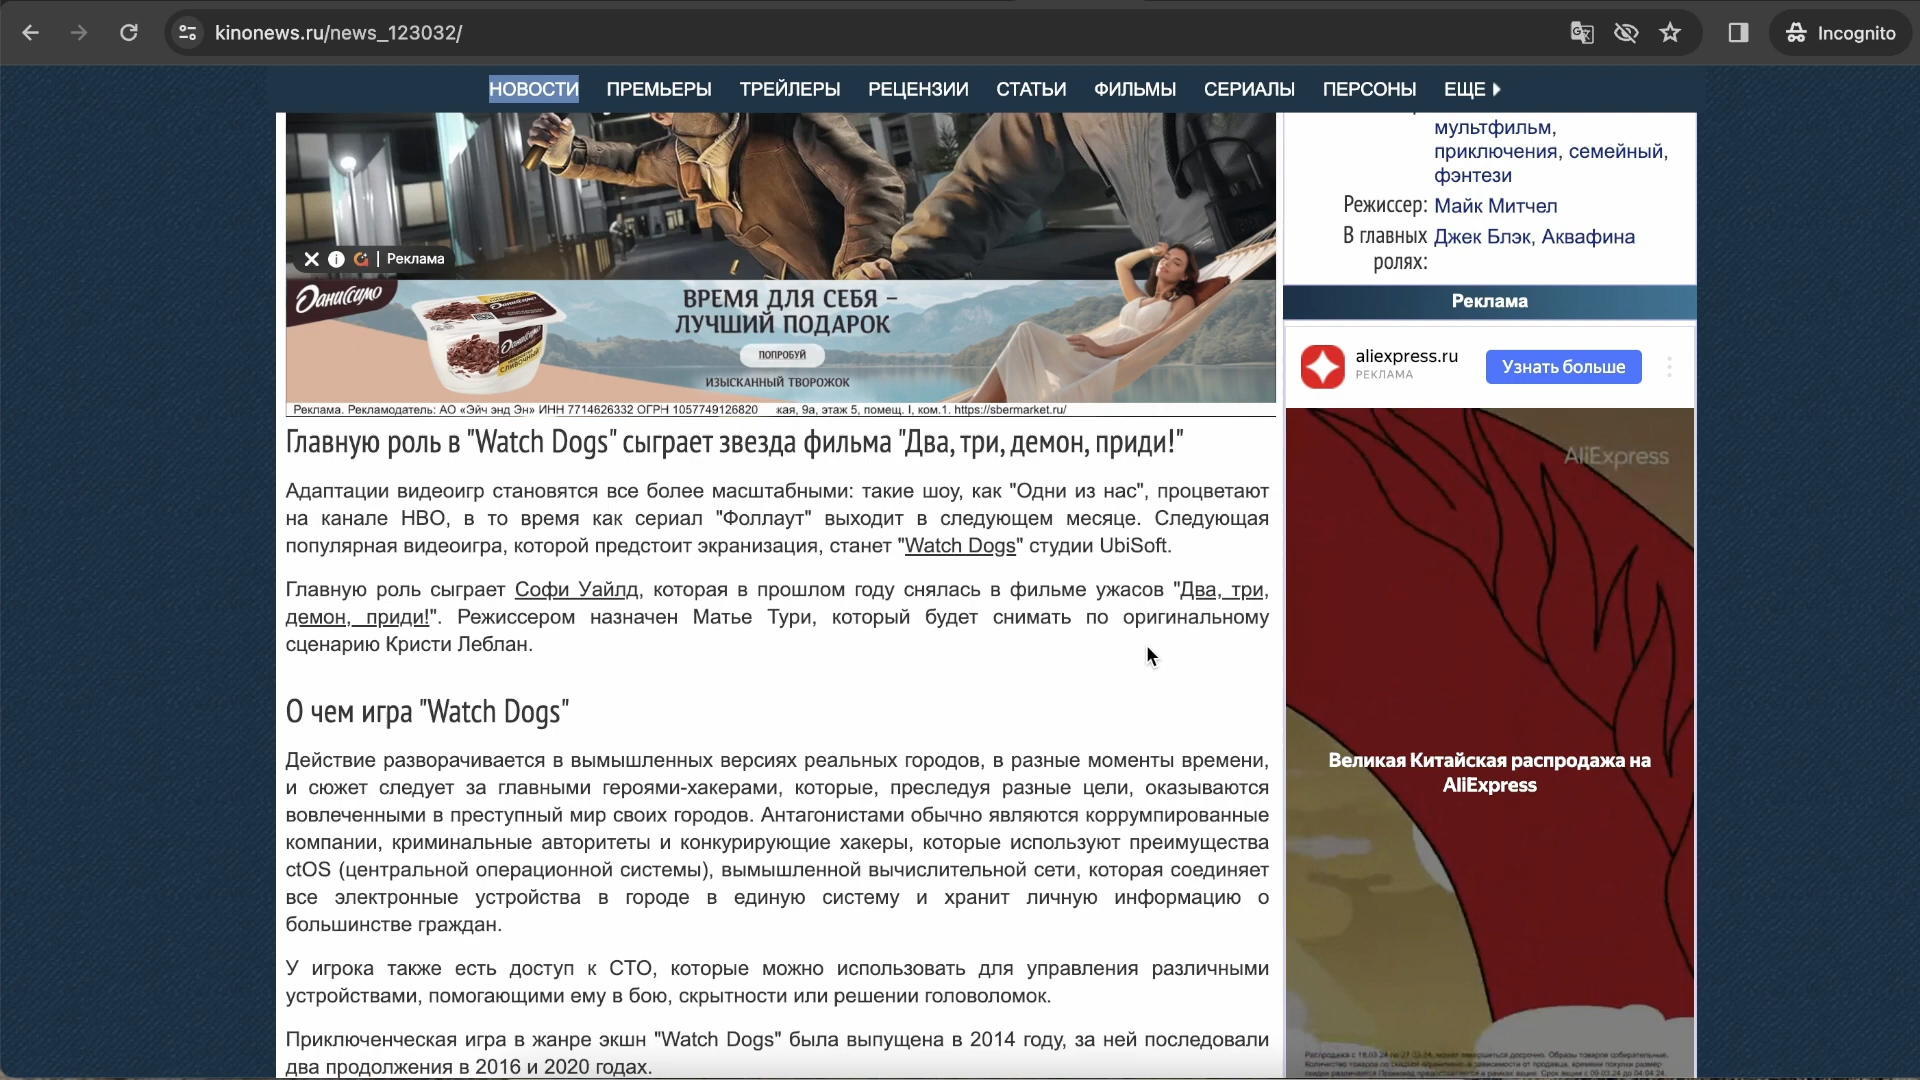 kinonews.ru/news_123032/
Incognito
НОВОСТИ ПРЕМЬЕРЫ ТРЕЙЛЕРЫ РЕЦЕНЗИИ СТАТЬИ ФИЛЬМЫ СЕРИАЛЫ ПЕРСОНЫ ЕЩЕ
Реклама
Даниссимо
ВРЕМЯ ДЛЯ СЕБЯ –
ЛУЧШИЙ ПОДАРОК
ПОПРОБУЙ
ИЗЫСКАННЫЙ ТВОРОЖОК
Реклама. Рекламодатель: АО «Эйч энд Эн» ИНН 7714626332 ОГРН 1057749126820 кая, 9а, этаж 5, помещ. I, ком.1. https://sbermarket.ru/
Главную роль в "Watch Dogs" сыграет звезда фильма "Два, три, демон, приди!"
Адаптации видеоигр становятся все более масштабными: такие шоу, как "Одни из нас", процветают
на канале HBO, в то время как сериал "Фоллаут" выходит в следующем месяце. Следующая
популярная видеоигра, которой предстоит экранизация, станет "Watch Dogs" студии UbiSoft.
Главную роль сыграет Софи Уайлд, которая в прошлом году снялась в фильме ужасов "Два, три,
демон, приди!". Режиссером назначен Матье Тури, который будет снимать по оригинальному
сценарию Кристи Леблан.
О чем игра "Watch Dogs"
Действие разворачивается в вымышленных версиях реальных городов, в разные моменты времени,
и сюжет следует за главными героями-хакерами, которые, преследуя разные цели, оказываются
вовлеченными в преступный мир своих городов. Антагонистами обычно являются коррумпированные
компании, криминальные авторитеты и конкурирующие хакеры, которые используют преимущества
ctOS (центральной операционной системы), вымышленной вычислительной сети, которая соединяет
все электронные устройства в городе в единую систему и хранит личную информацию о
большинстве граждан.
У игрока также есть доступ к СТО, которые можно использовать для управления различными
устройствами, помогающими ему в бою, скрытности или решении головоломок.
Приключенческая игра в жанре экшн "Watch Dogs" была выпущена в 2014 году, за ней последовали
два продолжения в 2016 и 2020 годах.
мультфильм,
приключения, семейный,
фэнтези
Режиссер: Майк Митчел
В главных Джек Блэк, Аквафина
ролях:
Реклама
aliexpress.ru
РЕКЛАМА
Узнать больше
AliExpress
Великая Китайская распродажа на
AliExpress